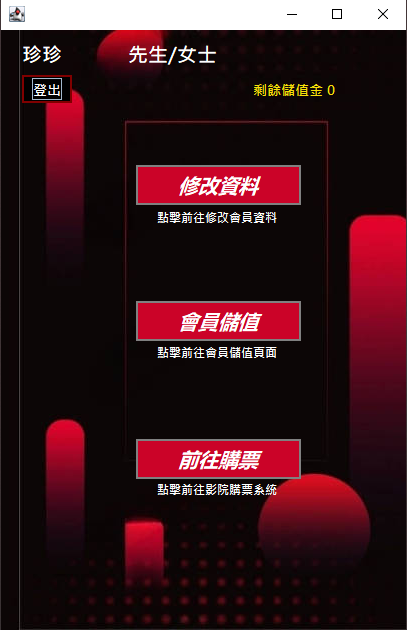 珍珍 先生/女士
登出 剩餘儲值金 0
修改資料
點擊前往修改會員資料
會員儲值
點擊前往會員儲值頁面
前往購票
點擊前往影院購票系統